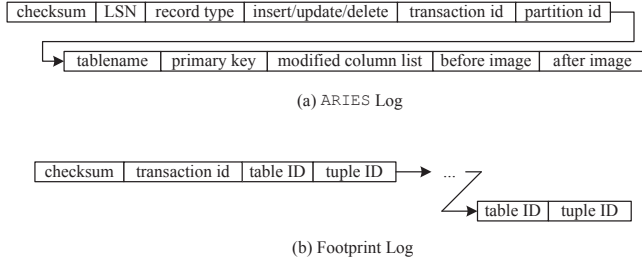 checksum LSN record type insert/update/delete transaction id partition id
tablename primary key modified column list before image after image
(a) ARIES Log
checksum transaction id table ID tuple ID ...
table ID tuple ID
(b) Footprint Log